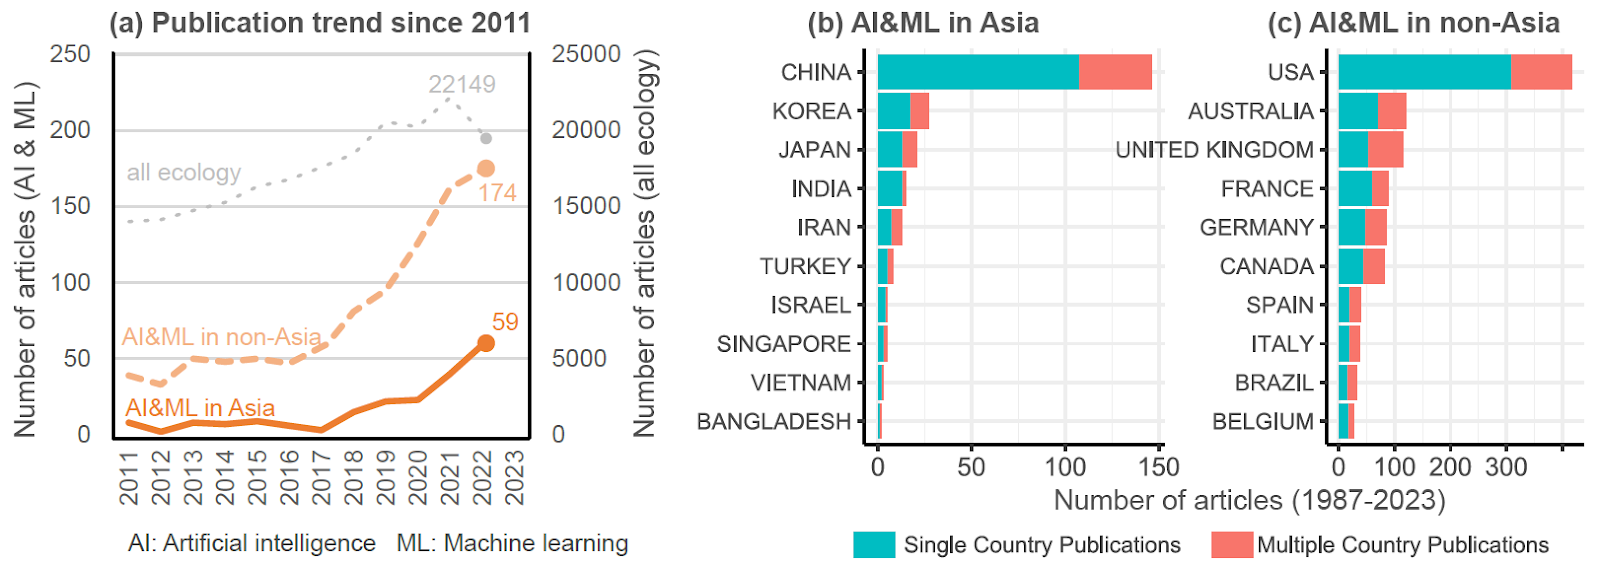 (a) Publication trend since 2011
Number of articles (AI & ML)
250
200
150
100
50
0
25000
20000
15000
10000
5000
0
Number of articles (all ecology)
22149
all ecology
174
AI&ML in non-Asia
59
AI&ML in Asia
2011
2012
2013
2014
2015
2016
2017
2018
2019
2020
2021
2022
2023
AI: Artificial intelligence ML: Machine learning
(b) AI&ML in Asia
CHINA
KOREA
JAPAN
INDIA
IRAN
TURKEY
ISRAEL
SINGAPORE
VIETNAM
BANGLADESH
0 50 100 150
(c) AI&ML in non-Asia
USA
AUSTRALIA
UNITED KINGDOM
FRANCE
GERMANY
CANADA
SPAIN
ITALY
BRAZIL
BELGIUM
0 100 200 300
Number of articles (1987-2023)
Single Country Publications
Multiple Country Publications